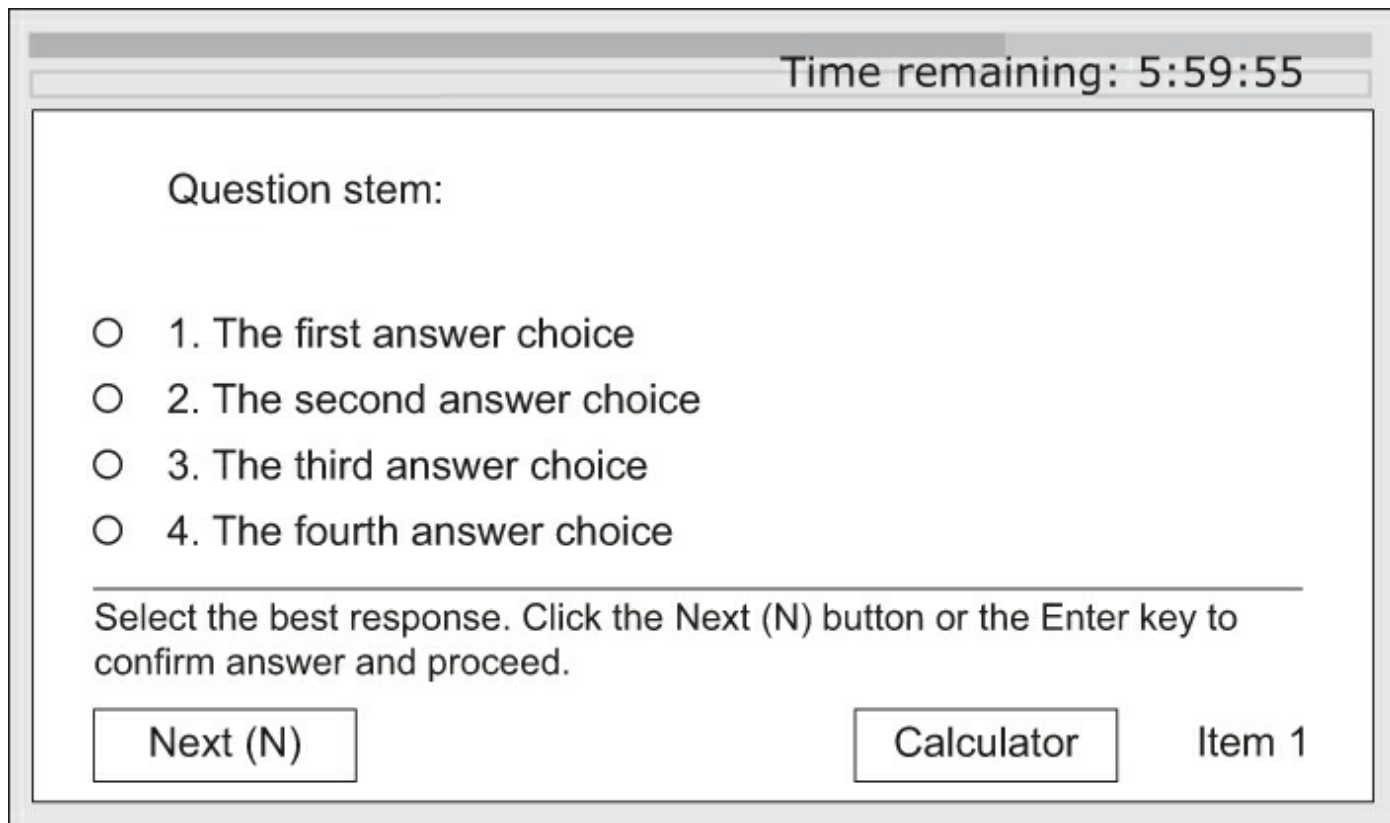 Time remaining: 5:59:55
Question stem:
1. The first answer choice
2. The second answer choice
3. The third answer choice
4. The fourth answer choice
Select the best response. Click the Next (N) button or the Enter key to
confirm answer and proceed.
Next (N)
Calculator
Item 1